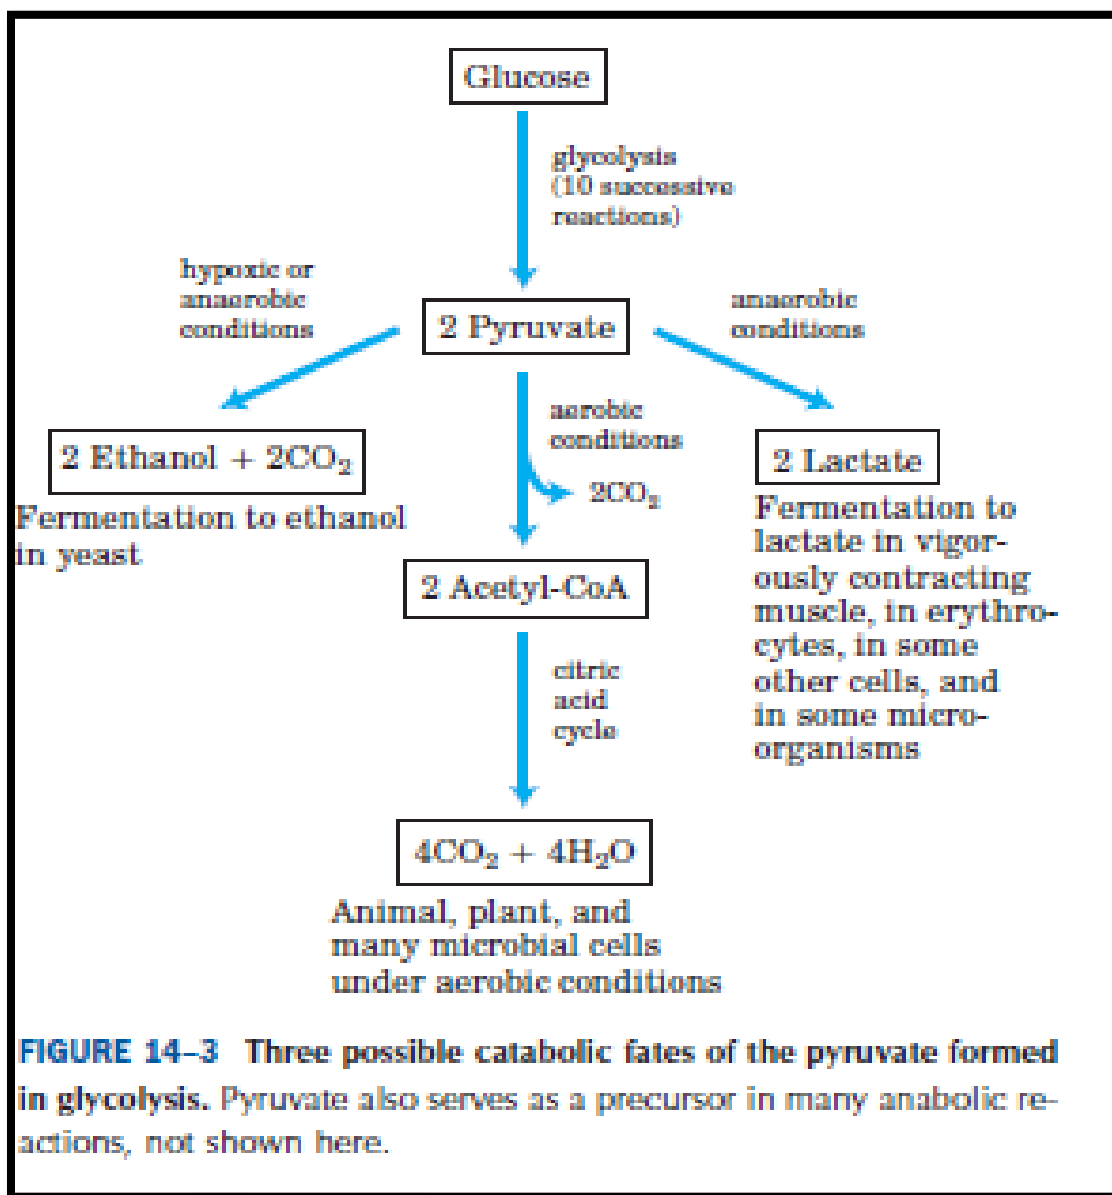 Glucose
glycolysis
(10 successive
reactions)
hypoxic or
anaerobic
conditions
2 Pyruvate
anaerobic
conditions
2 Ethanol + 2CO₂
Fermentation to ethanol
in yeast
aerobic
conditions
2CO₂
2 Lactate
Fermentation to
lactate in vigor-
ously contracting
muscle, in erythro-
cytes, in some
other cells, and
in some micro-
organisms
2 Acetyl-CoA
citric
acid
cycle
4CO₂ + 4H₂O
Animal, plant, and
many microbial cells
under aerobic conditions
FIGURE 14–3 Three possible catabolic fates of the pyruvate formed
in glycolysis. Pyruvate also serves as a precursor in many anabolic re-
actions, not shown here.